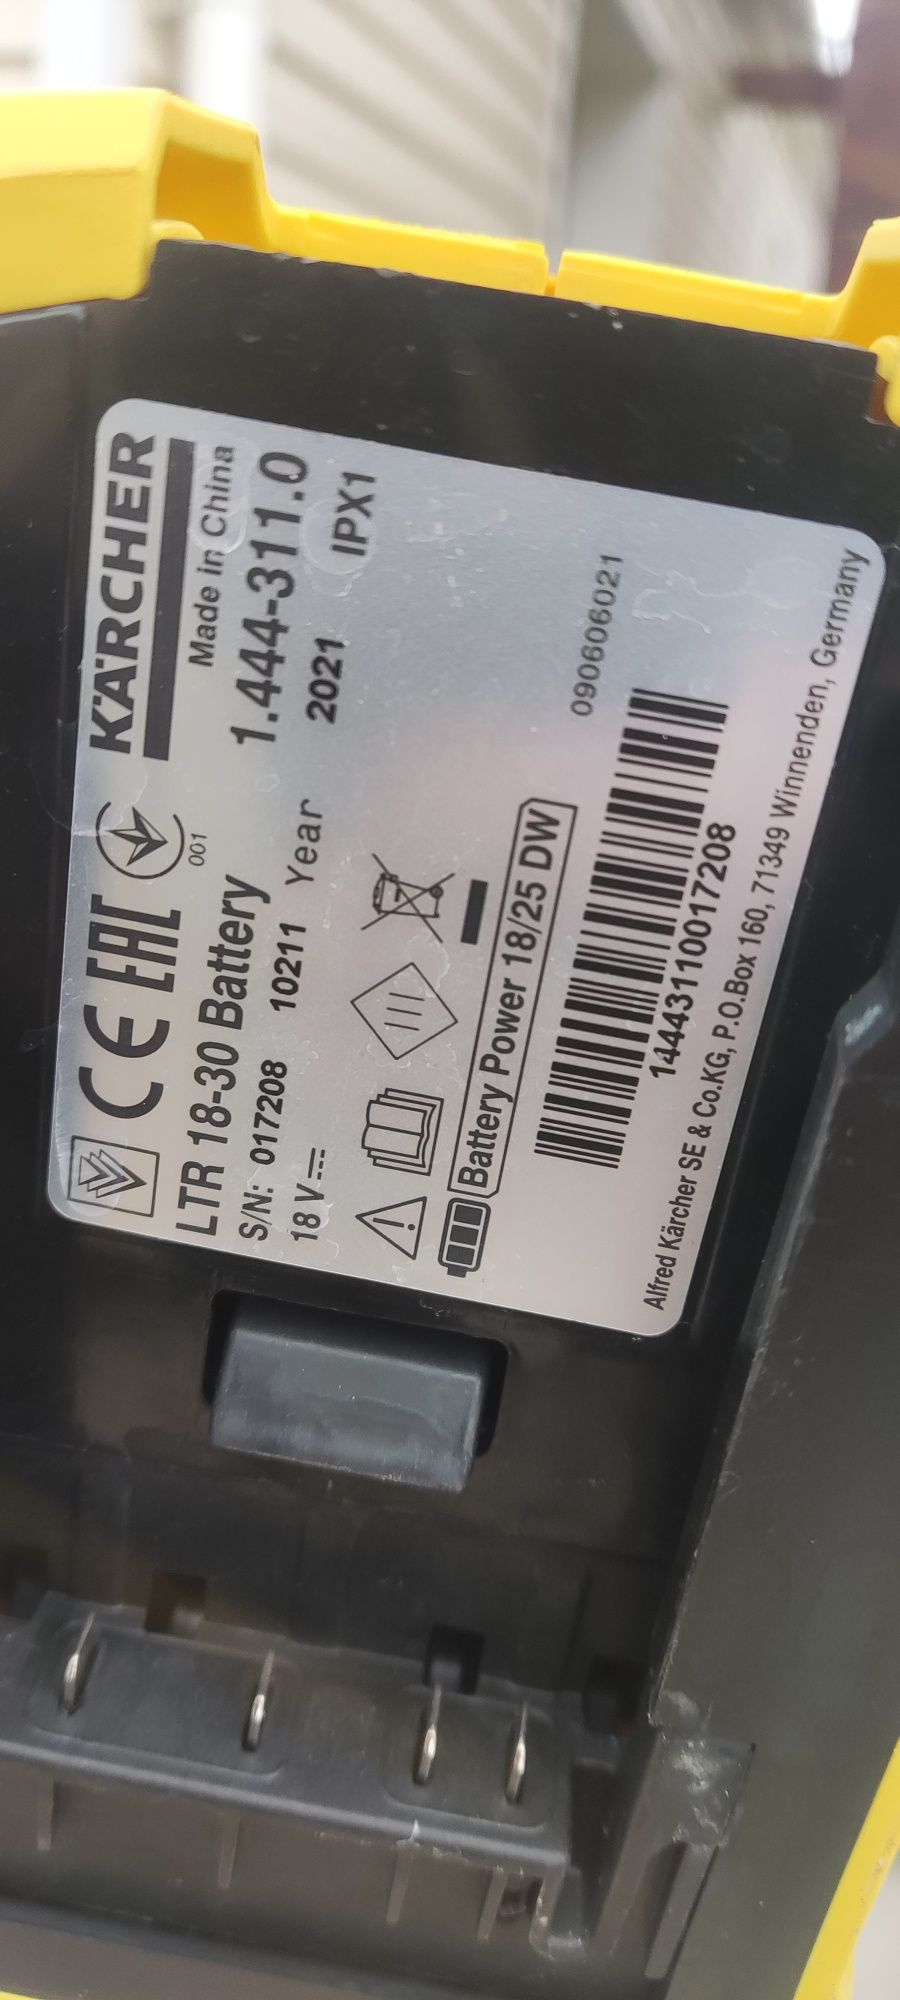 KÄRCHER
Made in China
CE EAC
001
LTR 18-30 Battery 1.444-311.0
S/N: 017208 10211 Year 2021
18 V IPX1
Battery Power 18/25 DW
090606021
14443110017208
Alfred Kärcher SE & Co.KG, P.O.Box 160, 71349 Winnenden, Germany